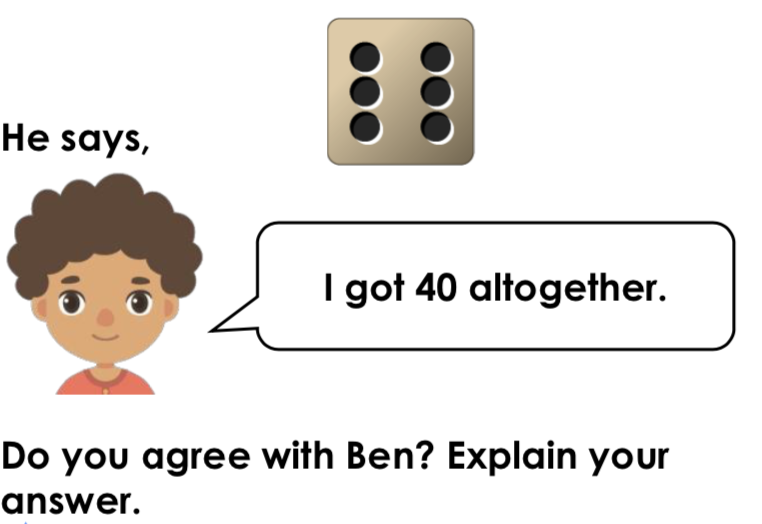 He says,
I got 40 altogether.
Do you agree with Ben? Explain your
answer.